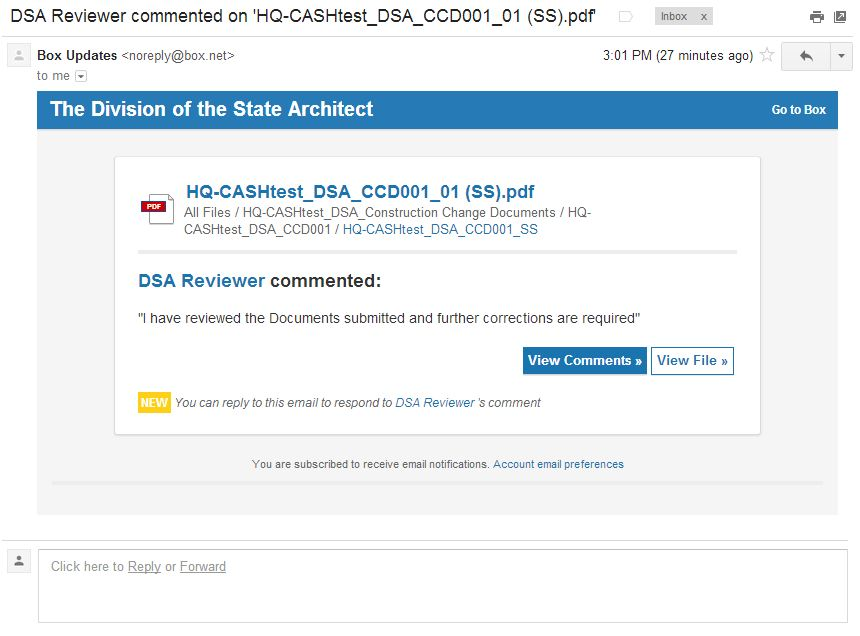 DSA Reviewer commented on 'HQ-CASHtest_DSA_CCD001_01 (SS).pdf' Inbox x
Box Updates <noreply@box.net> 3:01 PM (27 minutes ago)
to me
The Division of the State Architect Go to Box
PDF HQ-CASHtest_DSA_CCD001_01 (SS).pdf
All Files / HQ-CASHtest_DSA_Construction Change Documents / HQ-
CASHtest_DSA_CCD001 / HQ-CASHtest_DSA_CCD001_SS
DSA Reviewer commented:
"I have reviewed the Documents submitted and further corrections are required"
View Comments » View File »
NEW You can reply to this email to respond to DSA Reviewer 's comment
You are subscribed to receive email notifications. Account email preferences
Click here to Reply or Forward